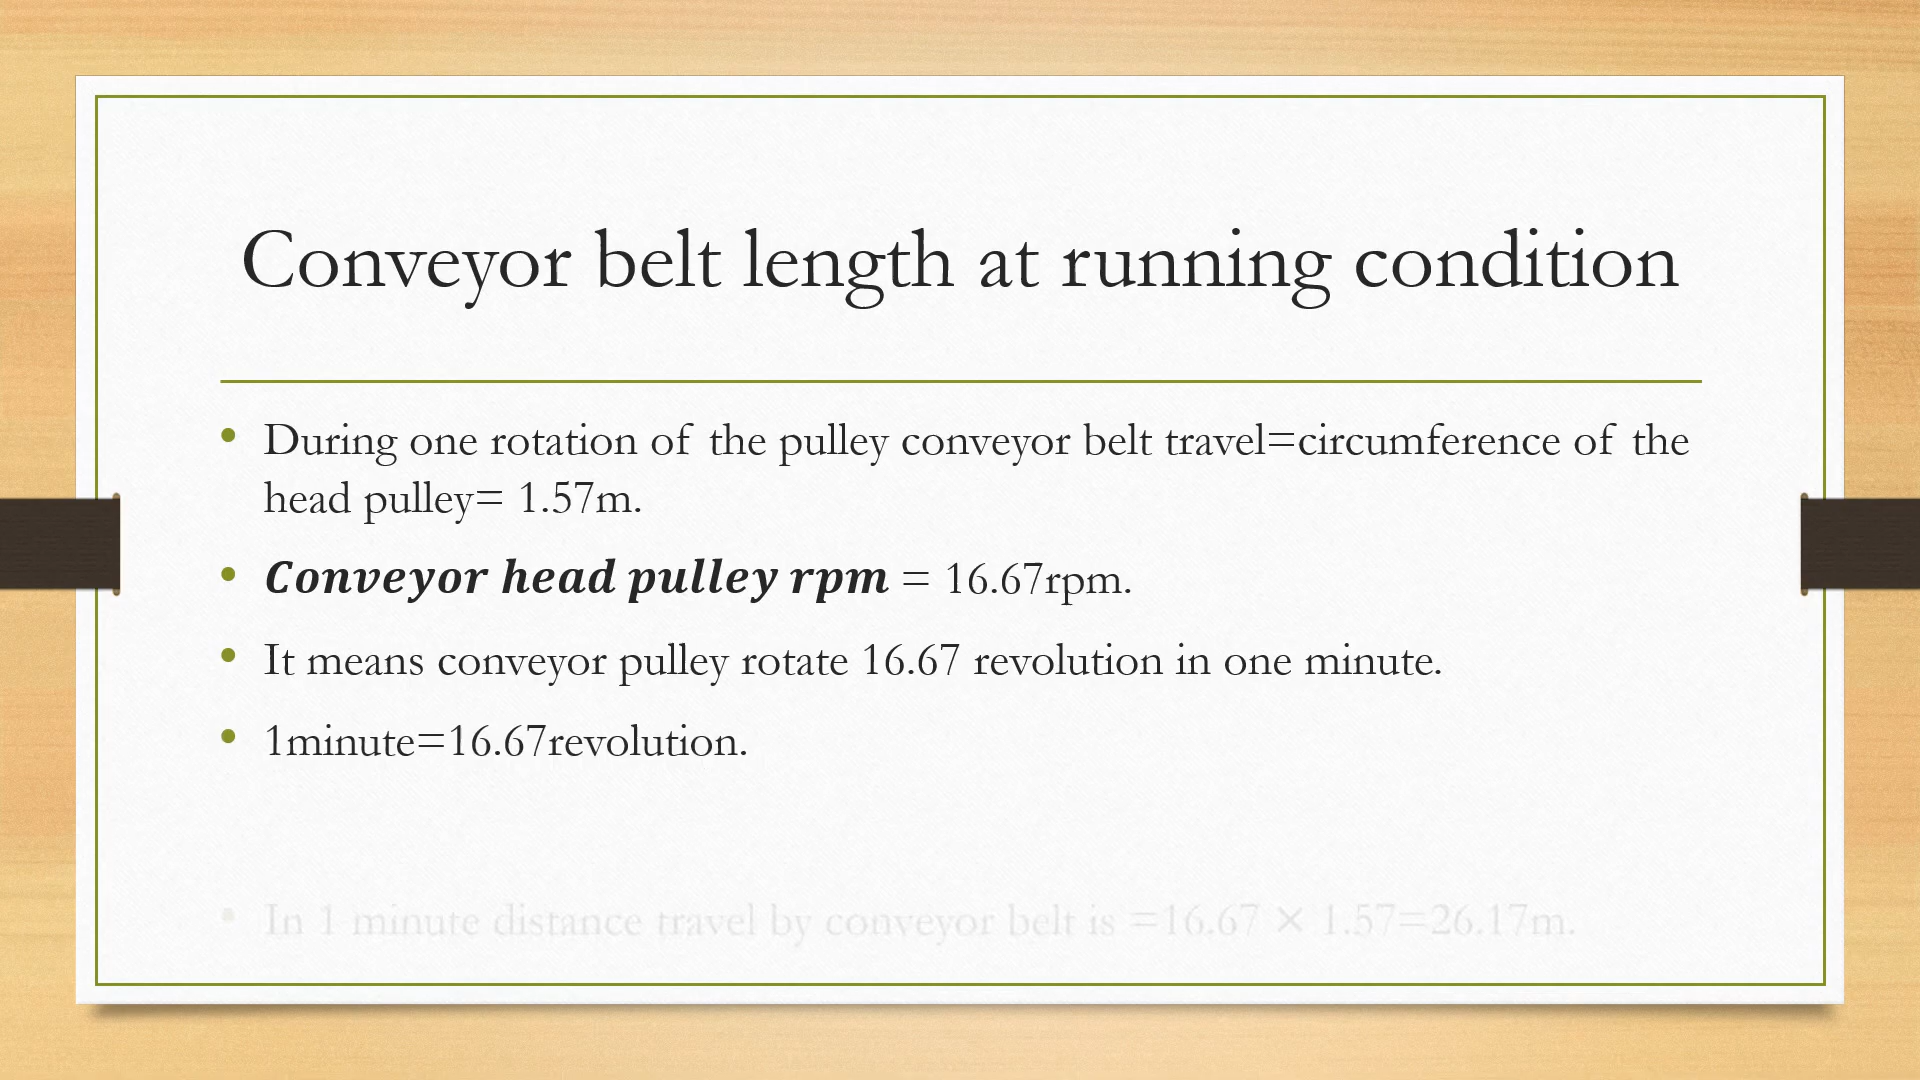 Conveyor belt length at running condition
• During one rotation of the pulley conveyor belt travel=circumference of the
head pulley= 1.57m.
• Conveyor head pulley rpm = 16.67rpm.
• It means conveyor pulley rotate 16.67 revolution in one minute.
• 1minute=16.67revolution.
• In 1 minute distance travel by conveyor belt is =16.67 × 1.57=26.17m.